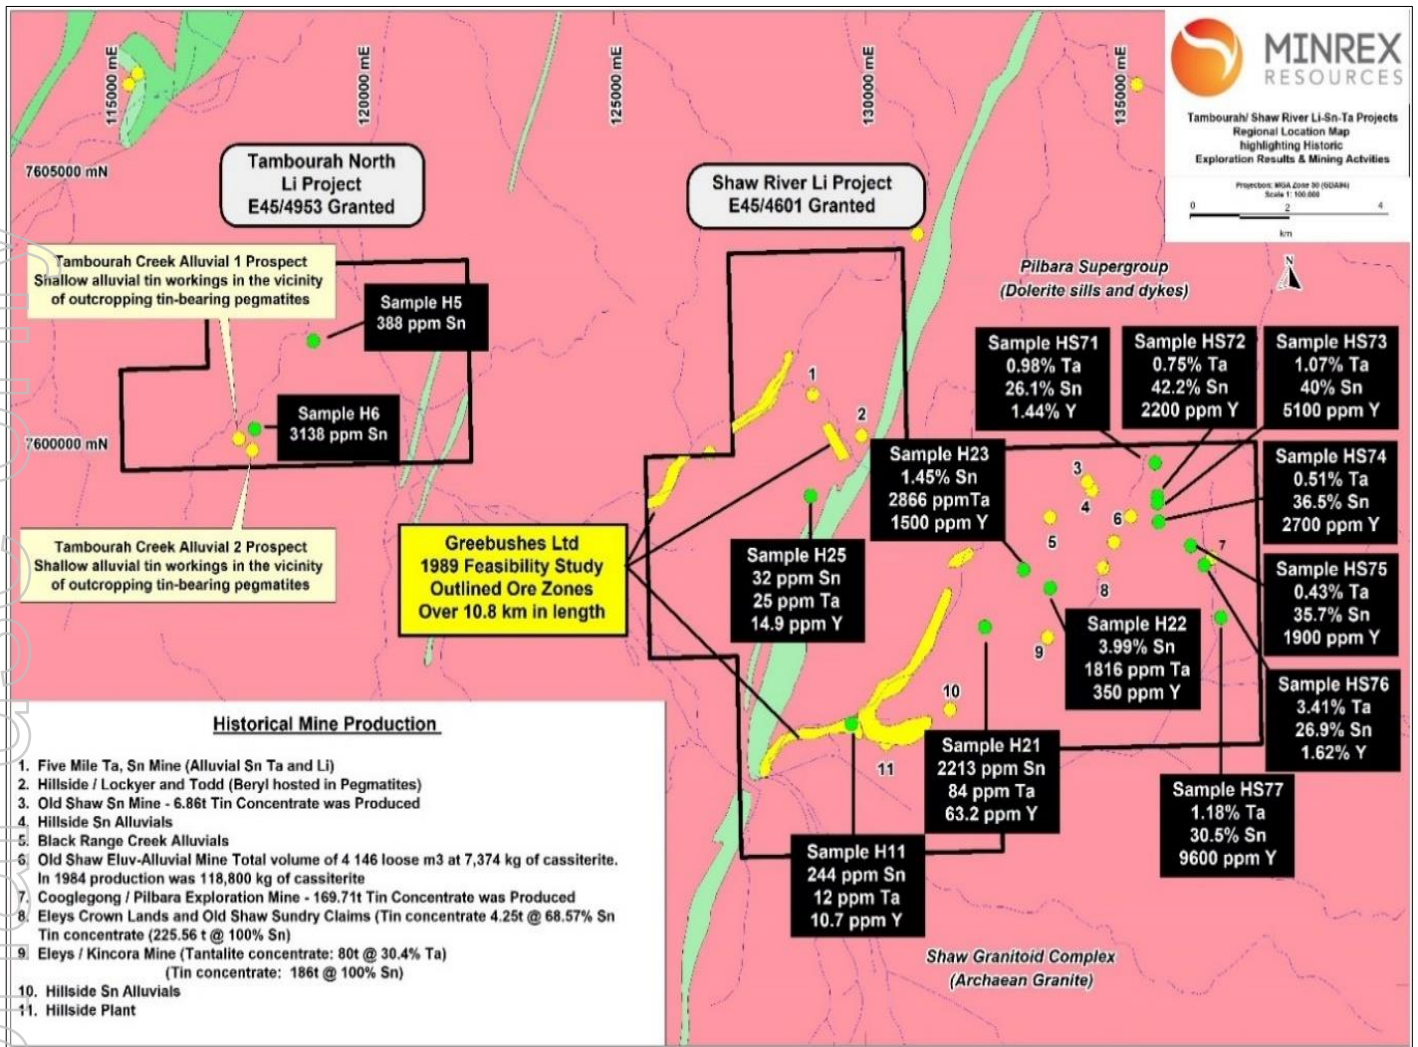 115000 mE
120000 mE
125000 mE
130000 mE
135000 mE
MINREX
RESOURCES
Tambourah/ Shaw River Li-Sn-Ta Projects
Regional Location Map
highlighting Historic
Exploration Results & Mining Actvities
Projection: MGA Zone 50 (GDA94)
Scale 1: 100,000
0
2
4
km
N
7605000 mN
7600000 mN
Tambourah North
Li Project
E45/4953 Granted
Shaw River Li Project
E45/4601 Granted
Tambourah Creek Alluvial 1 Prospect
Shallow alluvial tin workings in the vicinity
of outcropping tin-bearing pegmatites
Sample H5
388 ppm Sn
Sample H6
3138 ppm Sn
Tambourah Creek Alluvial 2 Prospect
Shallow alluvial tin workings in the vicinity
of outcropping tin-bearing pegmatites
Greebushes Ltd
1989 Feasibility Study
Outlined Ore Zones
Over 10.8 km in length
Pilbara Supergroup
(Dolerite sills and dykes)
Sample HS71
0.98% Ta
26.1% Sn
1.44% Y
Sample HS72
0.75% Ta
42.2% Sn
2200 ppm Y
Sample HS73
1.07% Ta
40% Sn
5100 ppm Y
Sample HS74
0.51% Ta
36.5% Sn
2700 ppm Y
Sample HS75
0.43% Ta
35.7% Sn
1900 ppm Y
Sample HS76
3.41% Ta
26.9% Sn
1.62% Y
Sample HS77
1.18% Ta
30.5% Sn
9600 ppm Y
Sample H23
1.45% Sn
2866 ppmTa
1500 ppm Y
Sample H25
32 ppm Sn
25 ppm Ta
14.9 ppm Y
Sample H22
3.99% Sn
1816 ppm Ta
350 ppm Y
Sample H21
2213 ppm Sn
84 ppm Ta
63.2 ppm Y
Sample H11
244 ppm Sn
12 ppm Ta
10.7 ppm Y
1
2
3
4
5
6
7
8
9
10
11
Shaw Granitoid Complex
(Archaean Granite)
Historical Mine Production
1. Five Mile Ta, Sn Mine (Alluvial Sn Ta and Li)
2. Hillside / Lockyer and Todd (Beryl hosted in Pegmatites)
3. Old Shaw Sn Mine - 6.86t Tin Concentrate was Produced
4. Hillside Sn Alluvials
5. Black Range Creek Alluvials
6. Old Shaw Eluv-Alluvial Mine Total volume of 4 146 loose m3 at 7,374 kg of cassiterite.
In 1984 production was 118,800 kg of cassiterite
7. Cooglegong / Pilbara Exploration Mine - 169.71t Tin Concentrate was Produced
8. Eleys Crown Lands and Old Shaw Sundry Claims (Tin concentrate 4.25t @ 68.57% Sn
Tin concentrate (225.56 t @ 100% Sn)
9. Eleys / Kincora Mine (Tantalite concentrate: 80t @ 30.4% Ta)
(Tin concentrate: 186t @ 100% Sn)
10. Hillside Sn Alluvials
11. Hillside Plant